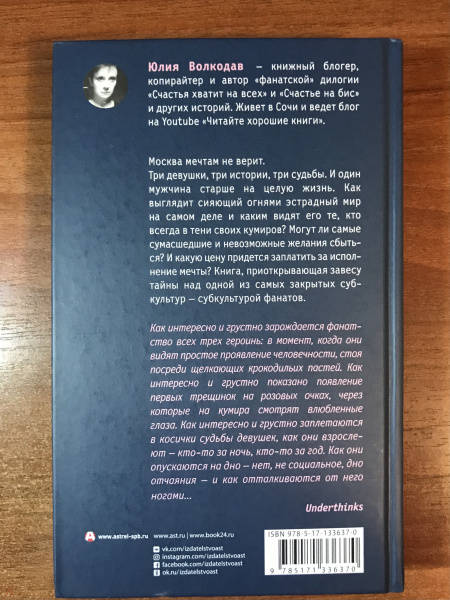 Юлия Волкодав – книжный блогер,
копирайтер и автор «фанатской» дилогии
«Счастья хватит на всех» и «Счастье на бис»
и других историй. Живет в Сочи и ведет блог
на Youtube «Читайте хорошие книги».
Москва мечтам не верит.
Три девушки, три истории, три судьбы. И один
мужчина старше на целую жизнь. Как
выглядит сияющий огнями эстрадный мир
на самом деле и каким видят его те, кто
всегда в тени своих кумиров? Могут ли самые
сумасшедшие и невозможные желания сбыть-
ся? И какую цену придется заплатить за испол-
нение мечты? Книга, приоткрывающая завесу
тайны над одной из самых закрытых суб-
культур – субкультурой фанатов.
Как интересно и грустно зарождается фанат-
ство всех трех героинь: в момент, когда они
видят простое проявление человечности, стоя
посреди щелкающих крокодильих пастей. Как
интересно и грустно показано появление
первых трещинок на розовых очках, через
которые на кумира смотрят влюбленные
глаза. Как интересно и грустно заплетаются
в косички судьбы девушек, как они взросле-
ют – кто-то за ночь, кто-то за год. Как они
опускаются на дно – нет, не социальное, дно
отчаяния – и как отталкиваются от него
ногами...
Underthinks
www.astrel-spb.ru
www.ast.ru | www.book24.ru
vk.com/izdatelstvoast
instagram.com/izdatelstvoast
facebook.com/izdatelstvoast
ok.ru/izdatelstvoast
ISBN 978-5-17-133637-0
9 785171 336370